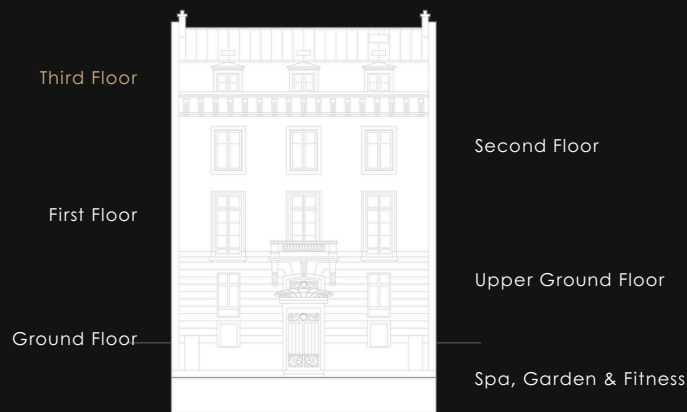 Third Floor
Second Floor
First Floor
Upper Ground Floor
Ground Floor
Spa, Garden & Fitness